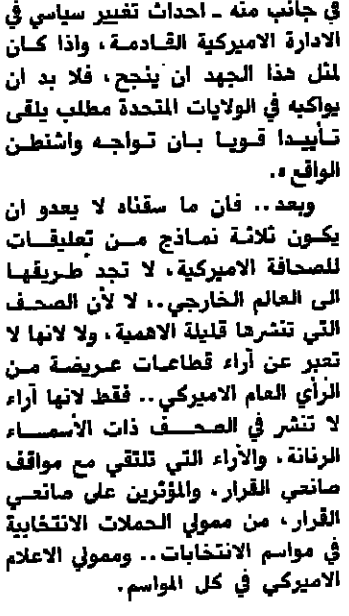 في جانب منه ـ احداث تغيير سياسي في
الادارة الاميركية القادمة، واذا كان
لمثل هذا الجهد ان ينجح، فلا بد ان
يواكبه في الولايات المتحدة مطلب يلقى
تأييدا قويا بان تواجه واشنطن
الواقع».
وبعد.. فان ما سقناه لا يعدو ان
يكون ثلاثة نماذج من تعليقات
للصحافة الاميركية، لا تجد طريقها
الى العالم الخارجي.. لا لأن الصحف
التي تنشرها قليلة الاهمية، ولا لانها لا
تعبر عن آراء قطاعات عريضة من
الرأي العام الاميركي.. فقط لانها آراء
لا تنشر في الصحف ذات الأسماء
الرنانة، والآراء التي تلتقي مع مواقف
صانعي القرار، والمؤثرين على صانعي
القرار، من ممولي الحملات الانتخابية
في مواسم الانتخابات.. وممولي الاعلام
الاميركي في كل المواسم.